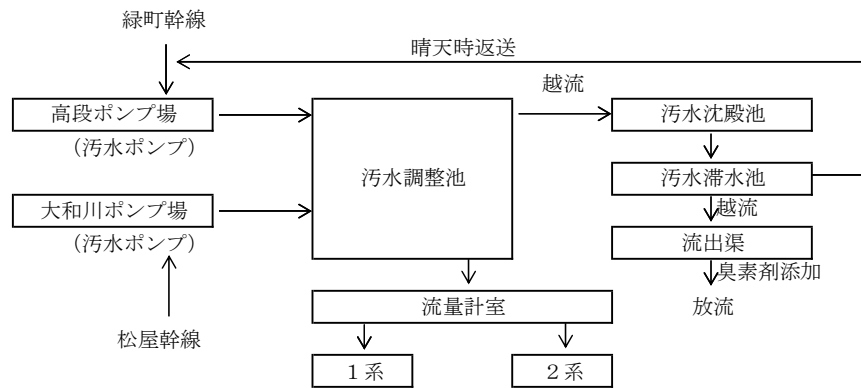 緑町幹線
晴天時返送
越流
高段ポンプ場
(汚水ポンプ)
汚水調整池
汚水沈殿池
汚水滞水池
越流
大和川ポンプ場
(汚水ポンプ)
流出渠
臭素剤添加
放流
流量計室
松屋幹線
１系
２系